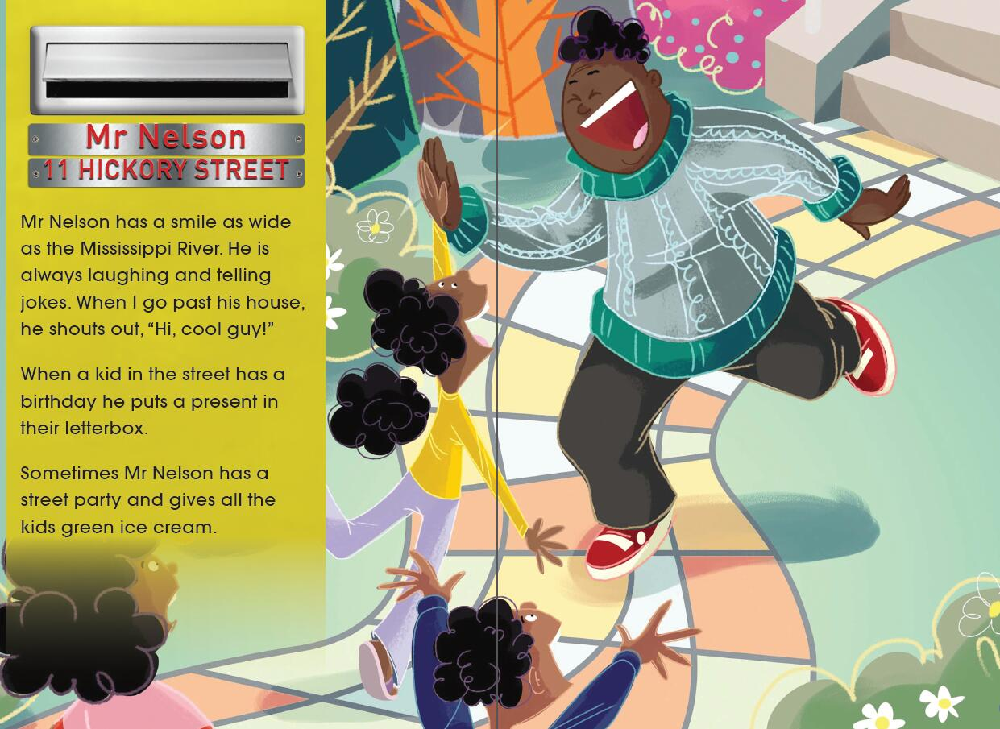 Mr Nelson
11 HICKORY STREET
Mr Nelson has a smile as wide
as the Mississippi River. He is
always laughing and telling
jokes. When I go past his house,
he shouts out, “Hi, cool guy!”
When a kid in the street has a
birthday he puts a present in
their letterbox.
Sometimes Mr Nelson has a
street party and gives all the
kids green ice cream.